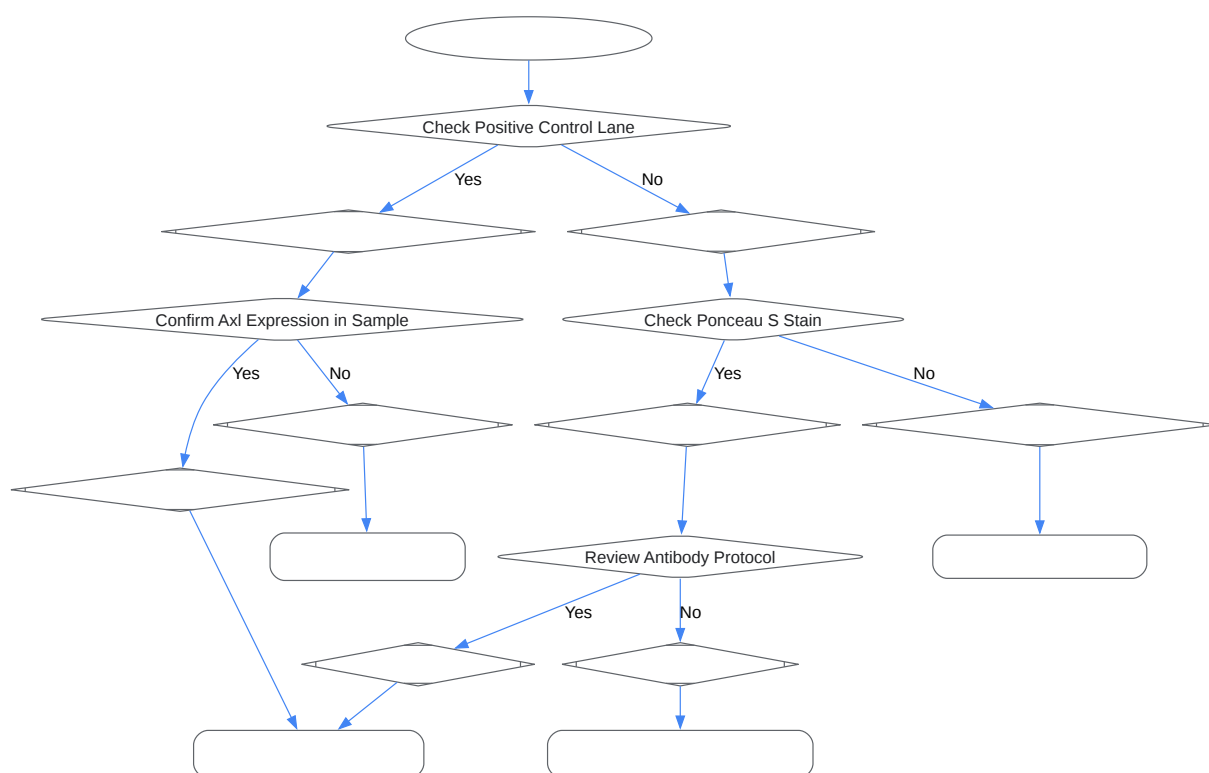 Check Positive Control Lane
Yes
No
Confirm Axl Expression in Sample
Check Ponceau S Stain
Yes
No
Yes
No
Review Antibody Protocol
Yes
No